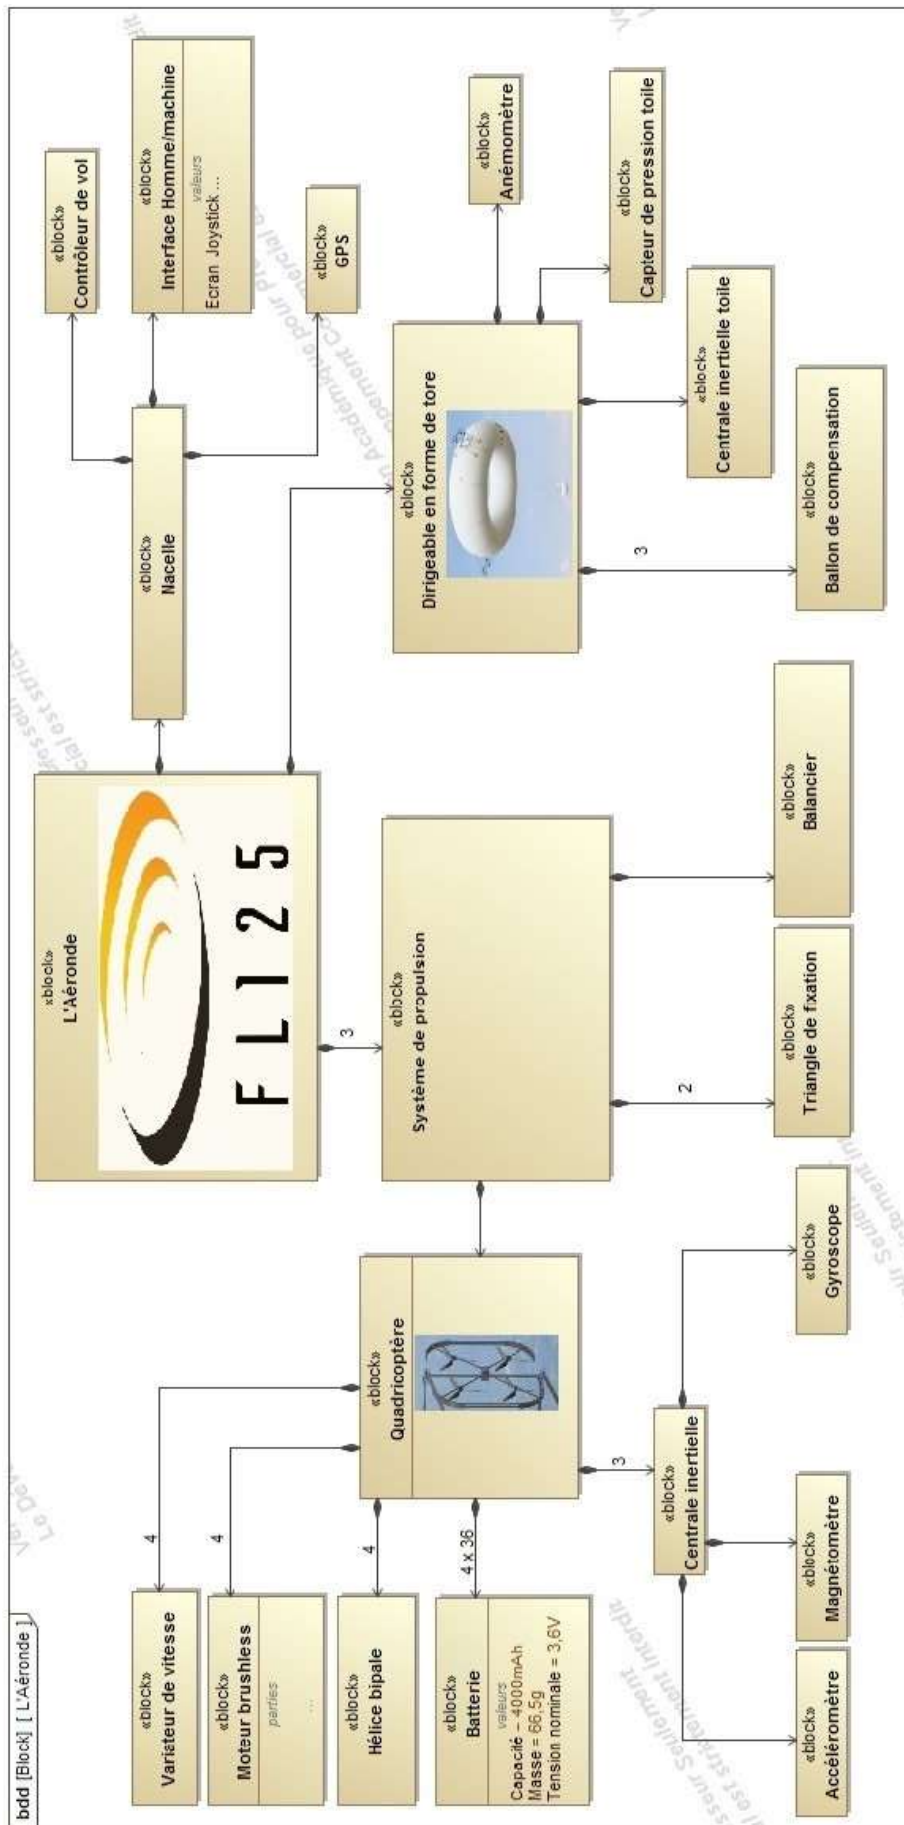 bdd [Block] [ L'Aéronde ]
«block»
L'Aéronde
FL125
«block»
Nacelle
«block»
Contrôleur de vol
«block»
Interface Homme/machine
valeurs
Ecran Joystick ...
«block»
GPS
«block»
Dirigeable en forme de tore
«block»
Anémomètre
«block»
Capteur de pression toile
«block»
Centrale inertielle toile
3
«block»
Ballon de compensation
3
«block»
Système de propulsion
2
«block»
Triangle de fixation
«block»
Balancier
«block»
Quadricoptère
4
«block»
Variateur de vitesse
4
«block»
Moteur brushless
parties
...
4
«block»
Hélice bipale
4 x 36
«block»
Batterie
valeurs
Capacité = 4000mAh
Masse = 66,5g
Tension nominale = 3,6V
3
«block»
Centrale inertielle
«block»
Accéléromètre
«block»
Magnétomètre
«block»
Gyroscope